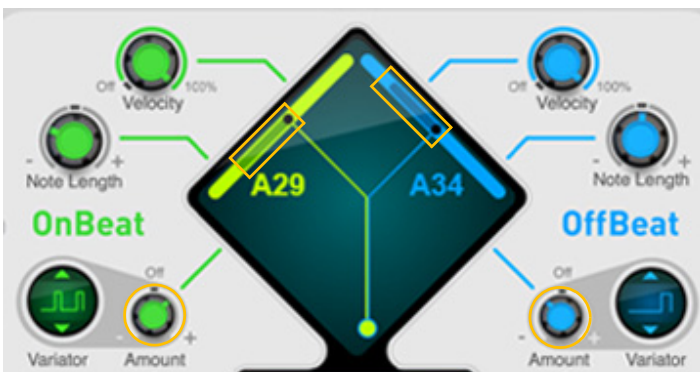 Off
100%
Velocity
- +
Note Length
OnBeat
Off
- +
Variator
Amount
A29
A34
Off
100%
Velocity
- +
Note Length
OffBeat
Off
- +
Amount
Variator